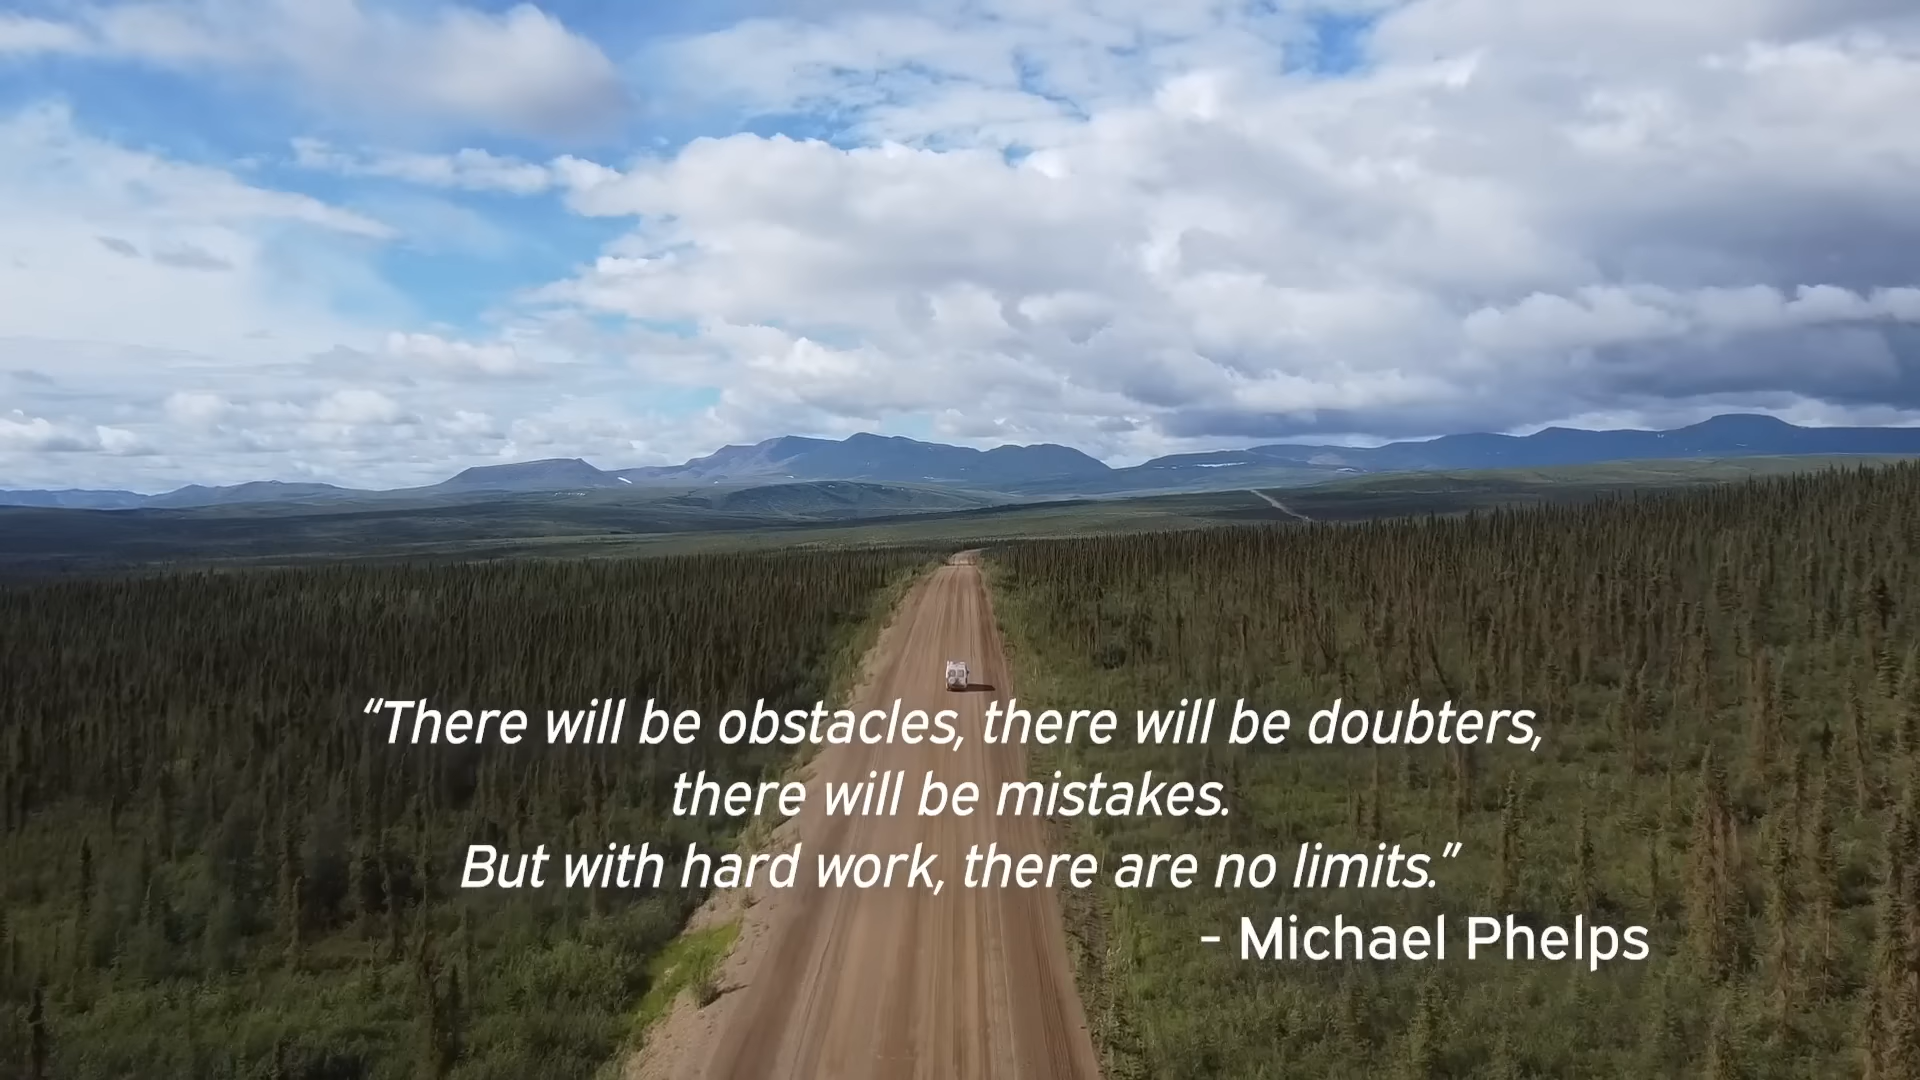 “There will be obstacles, there will be doubters,
there will be mistakes.
But with hard work, there are no limits.”
- Michael Phelps